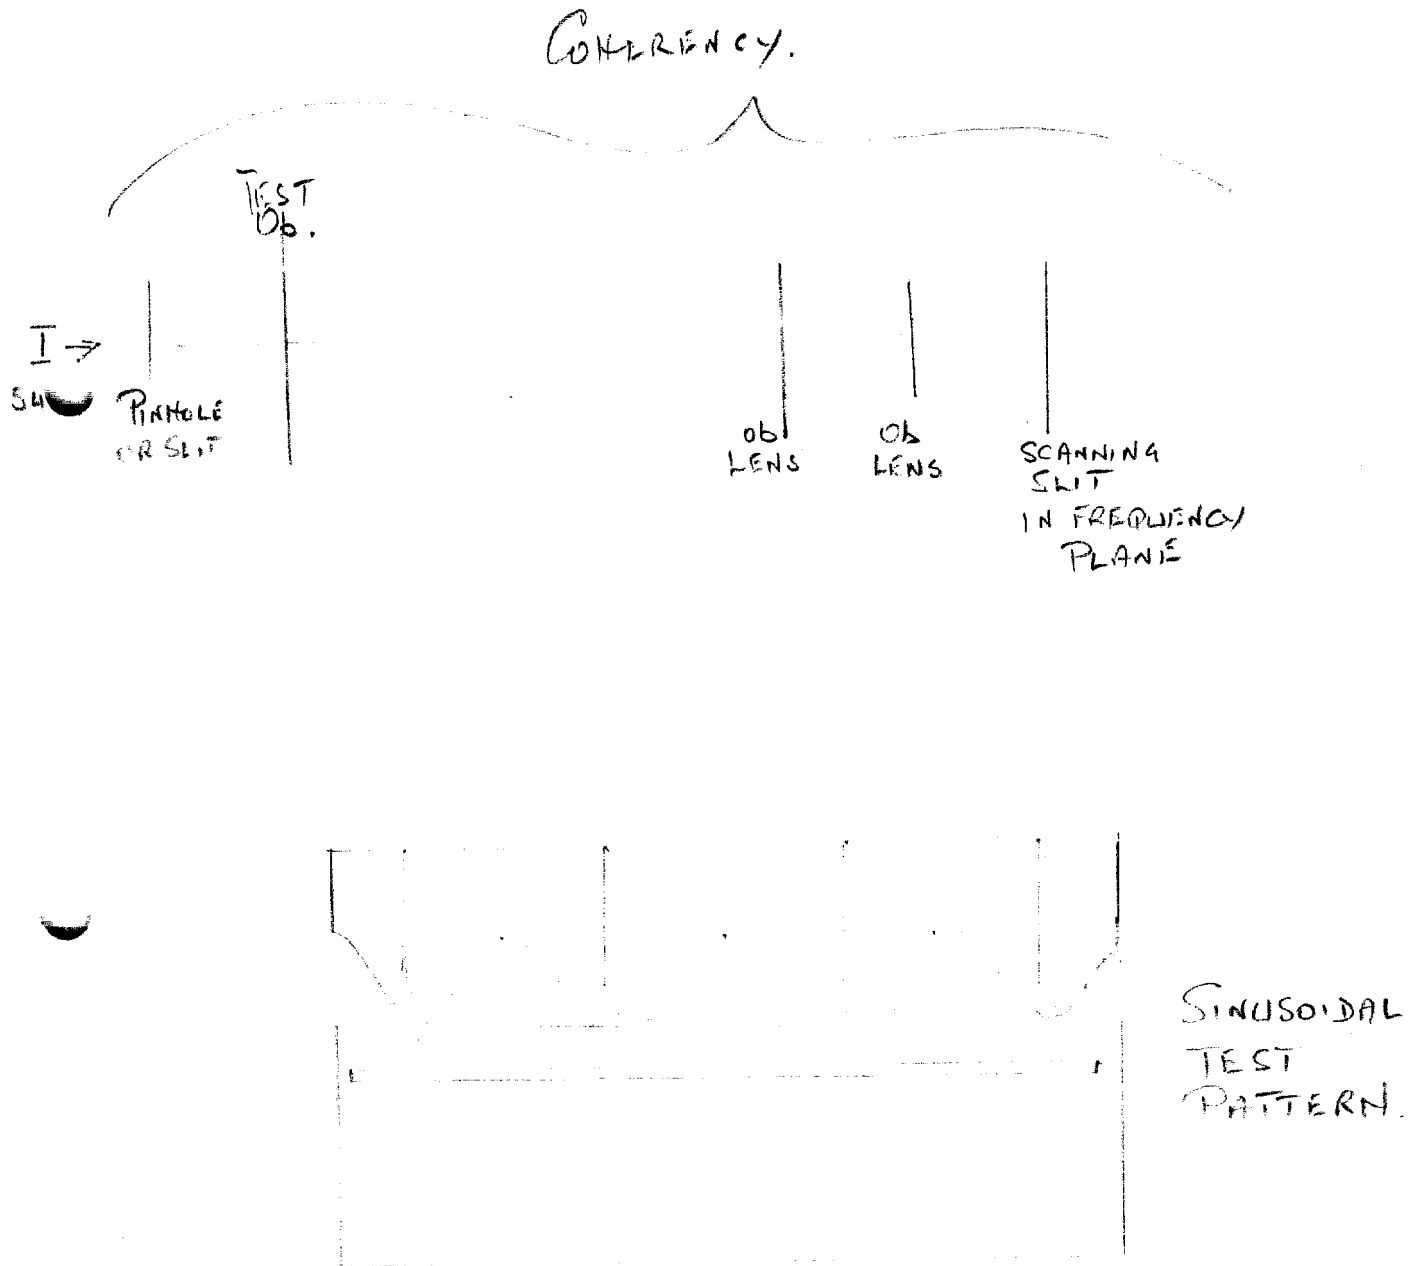 COHERENCY.
TEST
Ob.
I →
PINHOLE
OR SLIT
Ob
LENS
Ob
LENS
SCANNING
SLIT
IN FREQUENCY
PLANE
SINUSOIDAL
TEST
PATTERN.